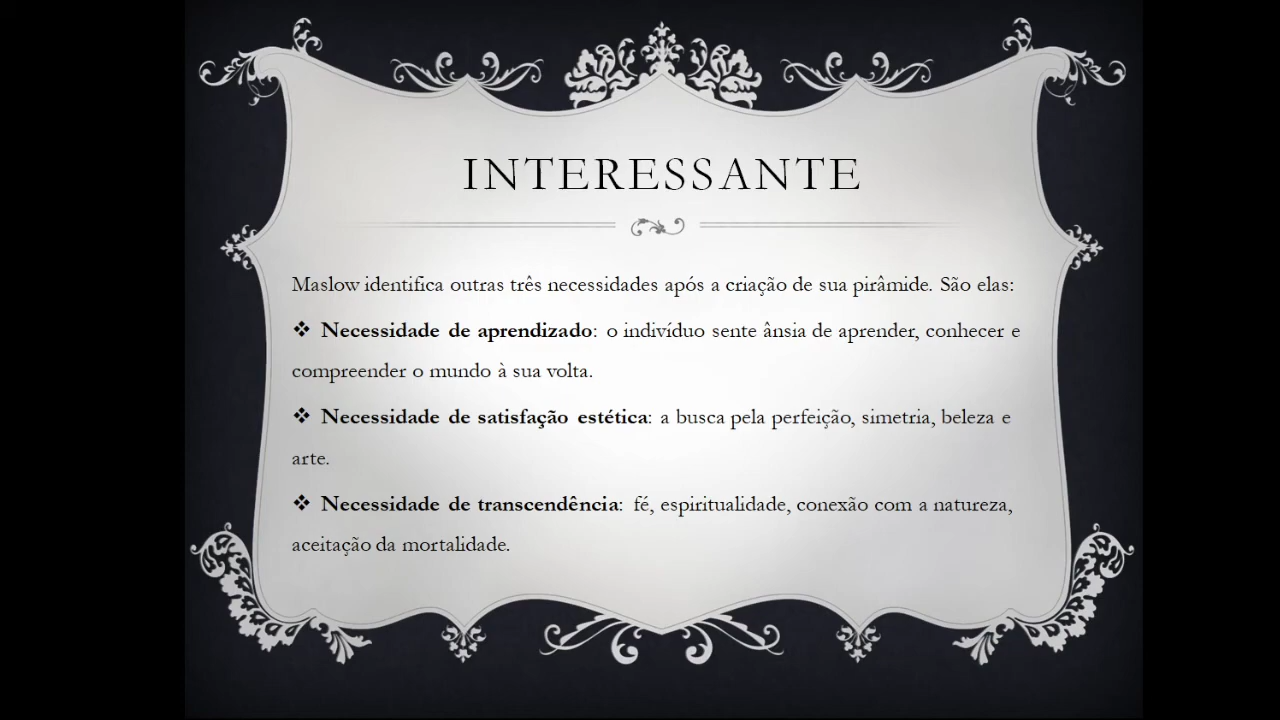 INTERESSANTE
Maslow identifica outras três necessidades após a criação de sua pirâmide. São elas:
❖ Necessidade de aprendizado: o indivíduo sente ânsia de aprender, conhecer e
compreender o mundo à sua volta.
❖ Necessidade de satisfação estética: a busca pela perfeição, simetria, beleza e
arte.
❖ Necessidade de transcendência: fé, espiritualidade, conexão com a natureza,
aceitação da mortalidade.